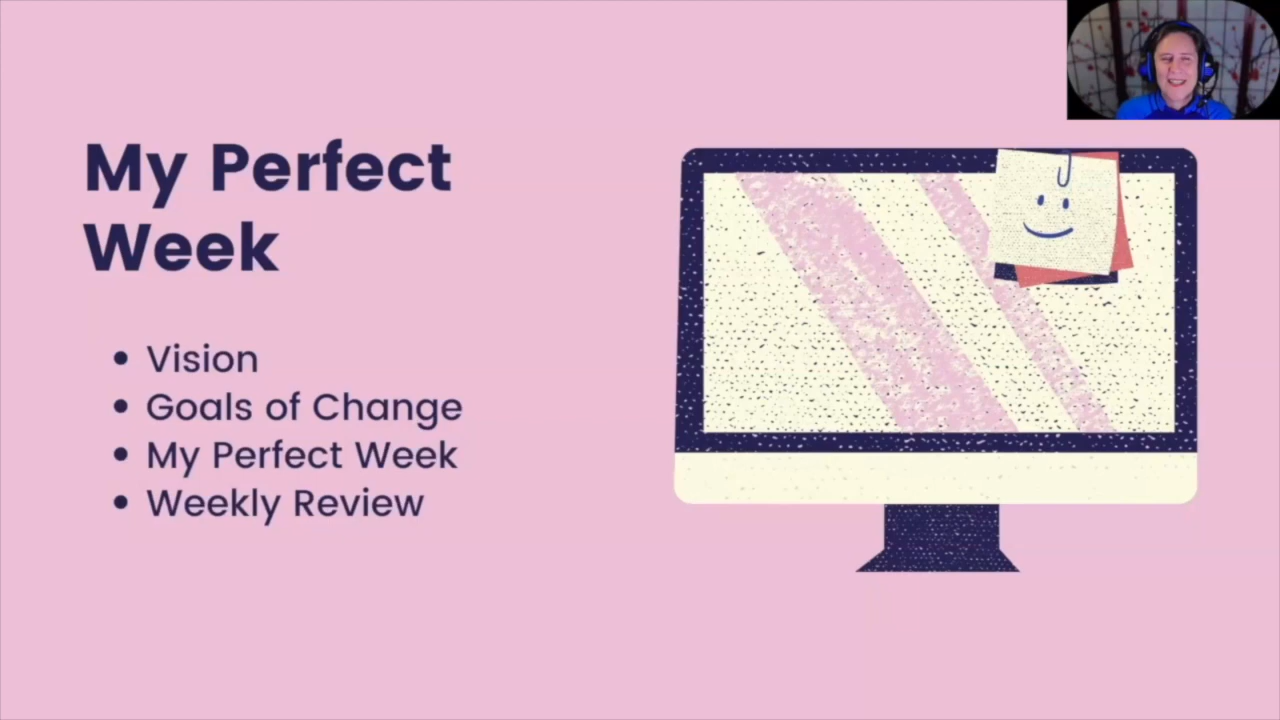 My Perfect
Week
• Vision
• Goals of Change
• My Perfect Week
• Weekly Review